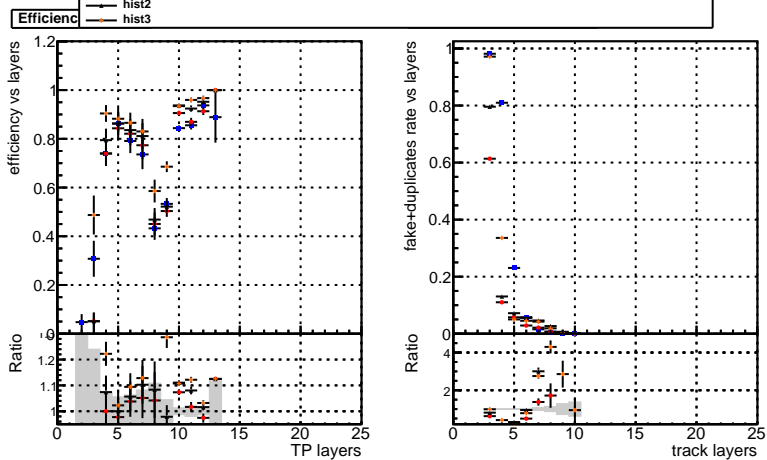 hist2
Efficienc
hist3
efficiency vs layers
1.2
1
0.8
0.6
0.4
0.2
0
Ratio
1.2
1.1
1
0 5 10 15 20 25
TP layers
fake+duplicates rate vs layers
1
0.8
0.6
0.4
0.2
0
Ratio
4
2
0 5 10 15 20 25
track layers